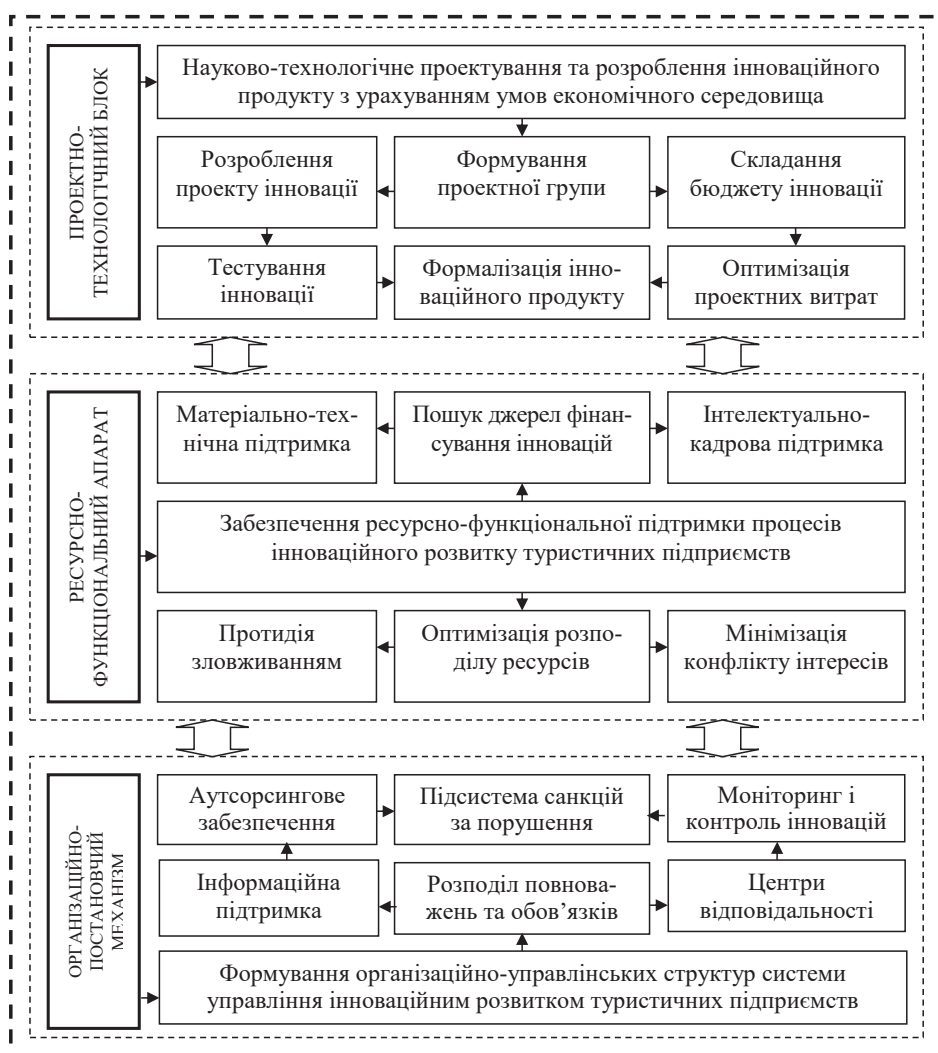 ПРОЕКТНО-
ТЕХНОЛОГІЧНИЙ БЛОК
Науково-технологічне проектування та розроблення інноваційного
продукту з урахуванням умов економічного середовища
Розроблення
проекту інновації
Формування
проектної групи
Складання
бюджету інновації
Тестування
інновації
Формалізація інно-
ваційного продукту
Оптимізація
проектних витрат
РЕСУРСНО-
ФУНКЦІОНАЛЬНИЙ АПАРАТ
Матеріально-тех-
нічна підтримка
Пошук джерел фінан-
сування інновацій
Інтелектуально-
кадрова підтримка
Забезпечення ресурсно-функціональної підтримки процесів
інноваційного розвитку туристичних підприємств
Протидія
зловживанням
Оптимізація розпо-
ділу ресурсів
Мінімізація
конфлікту інтересів
ОРГАНІЗАЦІЙНО-
ПОСТАНОВЧИЙ
МЕХАНІЗМ
Аутсорсингове
забезпечення
Підсистема санкцій
за порушення
Моніторинг і
контроль інновацій
Інформаційна
підтримка
Розподіл повнова-
жень та обов’язків
Центри
відповідальності
Формування організаційно-управлінських структур системи
управління інноваційним розвитком туристичних підприємств